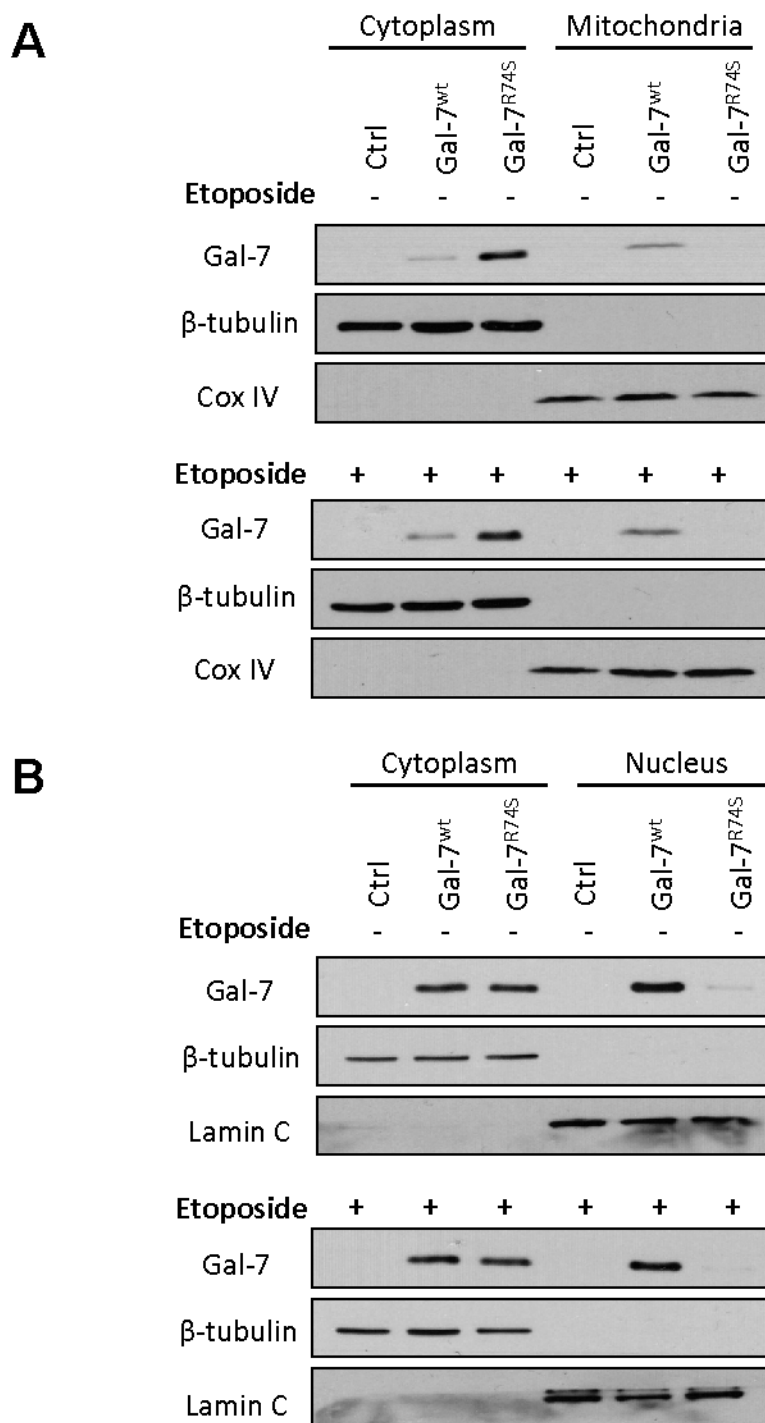 A
Cytoplasm Mitochondria
Ctrl Gal-7wt Gal-7R74S Ctrl Gal-7wt Gal-7R74S
Etoposide - - - - - -
Gal-7
β-tubulin
Cox IV
Etoposide + + + + + +
Gal-7
β-tubulin
Cox IV
B
Cytoplasm Nucleus
Ctrl Gal-7wt Gal-7R74S Ctrl Gal-7wt Gal-7R74S
Etoposide - - - - - -
Gal-7
β-tubulin
Lamin C
Etoposide + + + + + +
Gal-7
β-tubulin
Lamin C